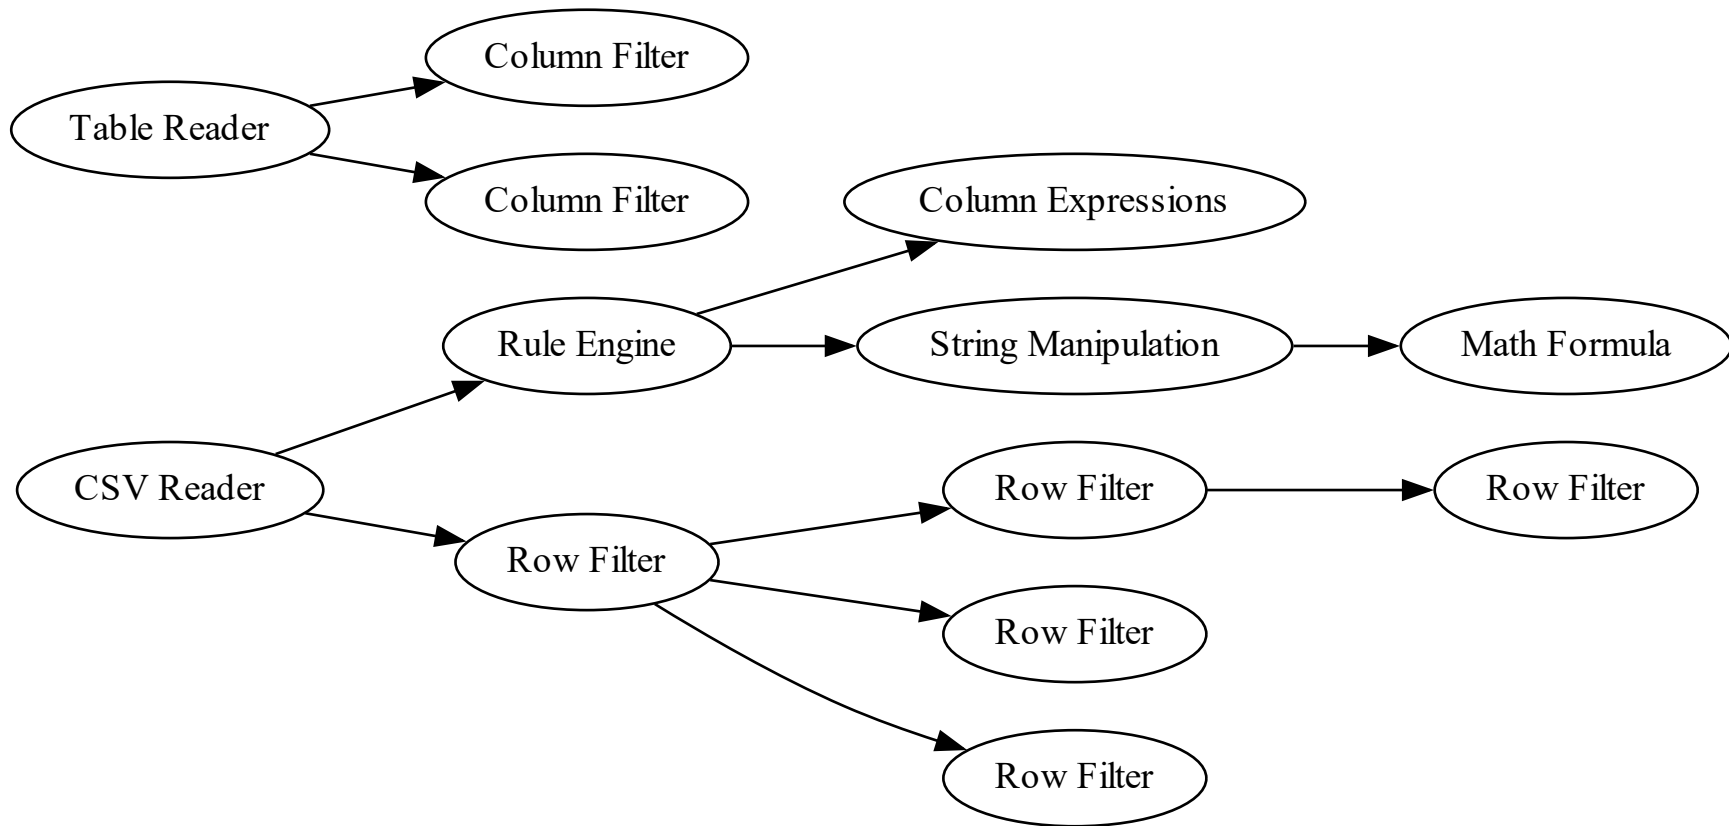 Column Filter
Table Reader
Column Filter
Column Expressions
Rule Engine
String Manipulation
Math Formula
CSV Reader
Row Filter
Row Filter
Row Filter
Row Filter
Row Filter